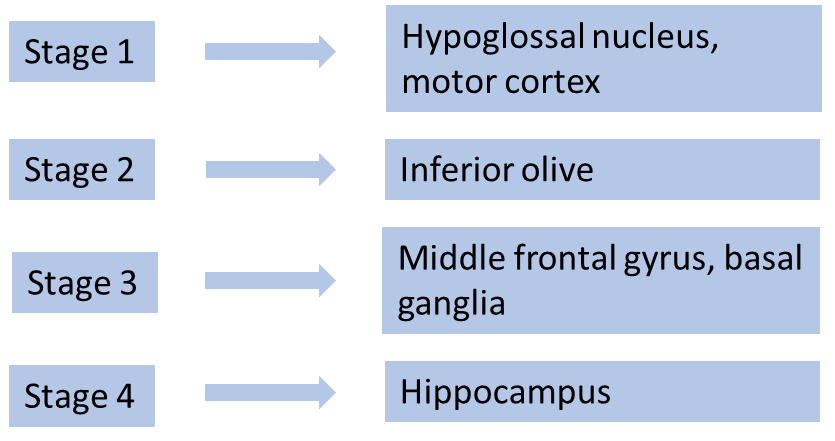 Stage 1
Hypoglossal nucleus,
motor cortex
Stage 2
Inferior olive
Stage 3
Middle frontal gyrus, basal
ganglia
Stage 4
Hippocampus